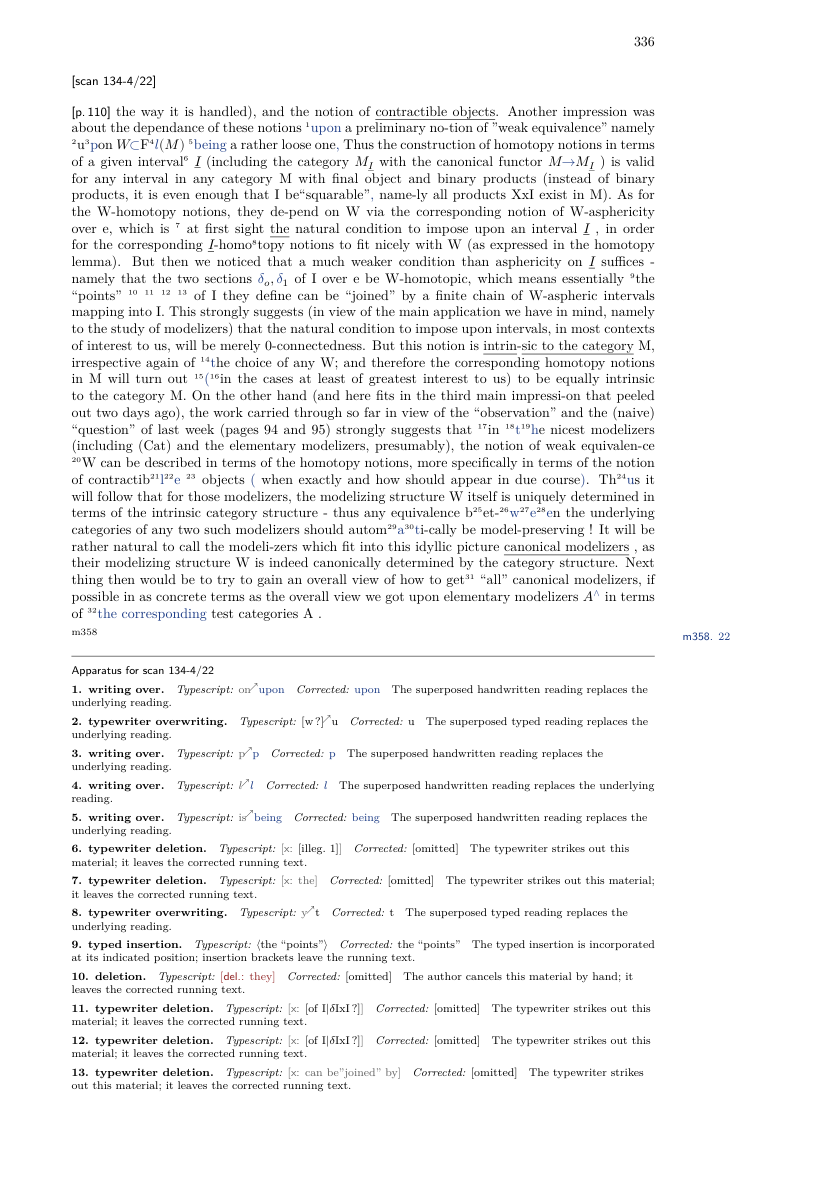 336
[scan 134-4/22]
[p. 110] the way it is handled), and the notion of contractible objects. Another impression was
about the dependance of these notions ¹upon a preliminary no-tion of ”weak equivalence” namely
²u³pon W⊂F⁴l(M) ⁵being a rather loose one, Thus the construction of homotopy notions in terms
of a given interval⁶ I (including the category M_I with the canonical functor M→M_I ) is valid
for any interval in any category M with final object and binary products (instead of binary
products, it is even enough that I be“squarable”, name-ly all products XxI exist in M). As for
the W-homotopy notions, they de-pend on W via the corresponding notion of W-asphericity
over e, which is ⁷ at first sight the natural condition to impose upon an interval I , in order
for the corresponding I-homo⁸topy notions to fit nicely with W (as expressed in the homotopy
lemma). But then we noticed that a much weaker condition than asphericity on I suffices -
namely that the two sections δₒ, δ₁ of I over e be W-homotopic, which means essentially ⁹the
“points” ¹⁰ ¹¹ ¹² ¹³ of I they define can be “joined” by a finite chain of W-aspheric intervals
mapping into I. This strongly suggests (in view of the main application we have in mind, namely
to the study of modelizers) that the natural condition to impose upon intervals, in most contexts
of interest to us, will be merely 0-connectedness. But this notion is intrin-sic to the category M,
irrespective again of ¹⁴the choice of any W; and therefore the corresponding homotopy notions
in M will turn out ¹⁵(¹⁶in the cases at least of greatest interest to us) to be equally intrinsic
to the category M. On the other hand (and here fits in the third main impressi-on that peeled
out two days ago), the work carried through so far in view of the “observation” and the (naive)
“question” of last week (pages 94 and 95) strongly suggests that ¹⁷in ¹⁸t¹⁹he nicest modelizers
(including (Cat) and the elementary modelizers, presumably), the notion of weak equivalen-ce
²⁰W can be described in terms of the homotopy notions, more specifically in terms of the notion
of contractib²¹l²²e ²³ objects ( when exactly and how should appear in due course). Th²⁴us it
will follow that for those modelizers, the modelizing structure W itself is uniquely determined in
terms of the intrinsic category structure - thus any equivalence b²⁵et-²⁶w²⁷e²⁸en the underlying
categories of any two such modelizers should autom²⁹a³⁰ti-cally be model-preserving ! It will be
rather natural to call the modeli-zers which fit into this idyllic picture canonical modelizers , as
their modelizing structure W is indeed canonically determined by the category structure. Next
thing then would be to try to gain an overall view of how to get³¹ “all” canonical modelizers, if
possible in as concrete terms as the overall view we got upon elementary modelizers A^ in terms
of ³²the corresponding test categories A .
m358
m358. 22
Apparatus for scan 134-4/22
1. writing over. Typescript: on↗upon Corrected: upon The superposed handwritten reading replaces the
underlying reading.
2. typewriter overwriting. Typescript: [w?]↗u Corrected: u The superposed typed reading replaces the
underlying reading.
3. writing over. Typescript: p↗p Corrected: p The superposed handwritten reading replaces the
underlying reading.
4. writing over. Typescript: l↗l Corrected: l The superposed handwritten reading replaces the underlying
reading.
5. writing over. Typescript: is↗being Corrected: being The superposed handwritten reading replaces the
underlying reading.
6. typewriter deletion. Typescript: [x: [illeg. 1]] Corrected: [omitted] The typewriter strikes out this
material; it leaves the corrected running text.
7. typewriter deletion. Typescript: [x: the] Corrected: [omitted] The typewriter strikes out this material;
it leaves the corrected running text.
8. typewriter overwriting. Typescript: y↗t Corrected: t The superposed typed reading replaces the
underlying reading.
9. typed insertion. Typescript: ⟨the “points”⟩ Corrected: the “points” The typed insertion is incorporated
at its indicated position; insertion brackets leave the running text.
10. deletion. Typescript: [del.: they] Corrected: [omitted] The author cancels this material by hand; it
leaves the corrected running text.
11. typewriter deletion. Typescript: [x: [of I|δIxI?]] Corrected: [omitted] The typewriter strikes out this
material; it leaves the corrected running text.
12. typewriter deletion. Typescript: [x: [of I|δIxI?]] Corrected: [omitted] The typewriter strikes out this
material; it leaves the corrected running text.
13. typewriter deletion. Typescript: [x: can be”joined” by] Corrected: [omitted] The typewriter strikes
out this material; it leaves the corrected running text.